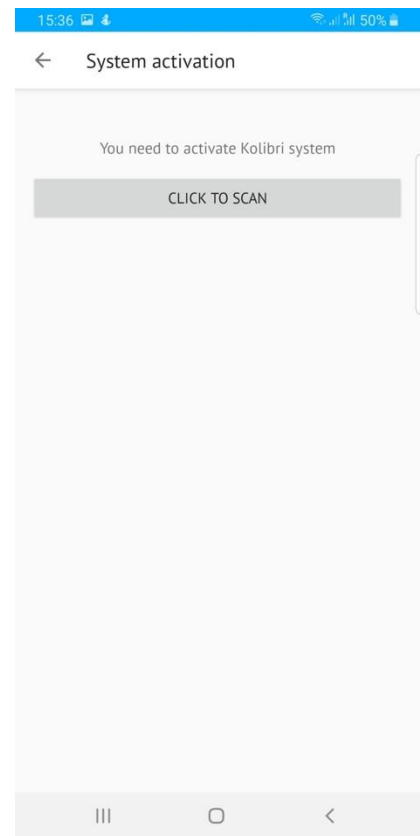 15:36 50%
System activation
You need to activate Kolibri system
CLICK TO SCAN